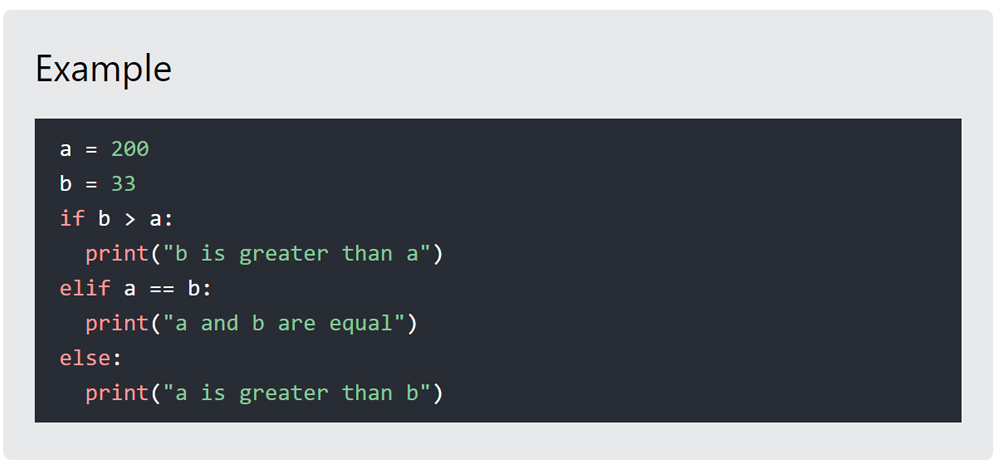 Example
a = 200
b = 33
if b > a:
  print("b is greater than a")
elif a == b:
  print("a and b are equal")
else:
  print("a is greater than b")